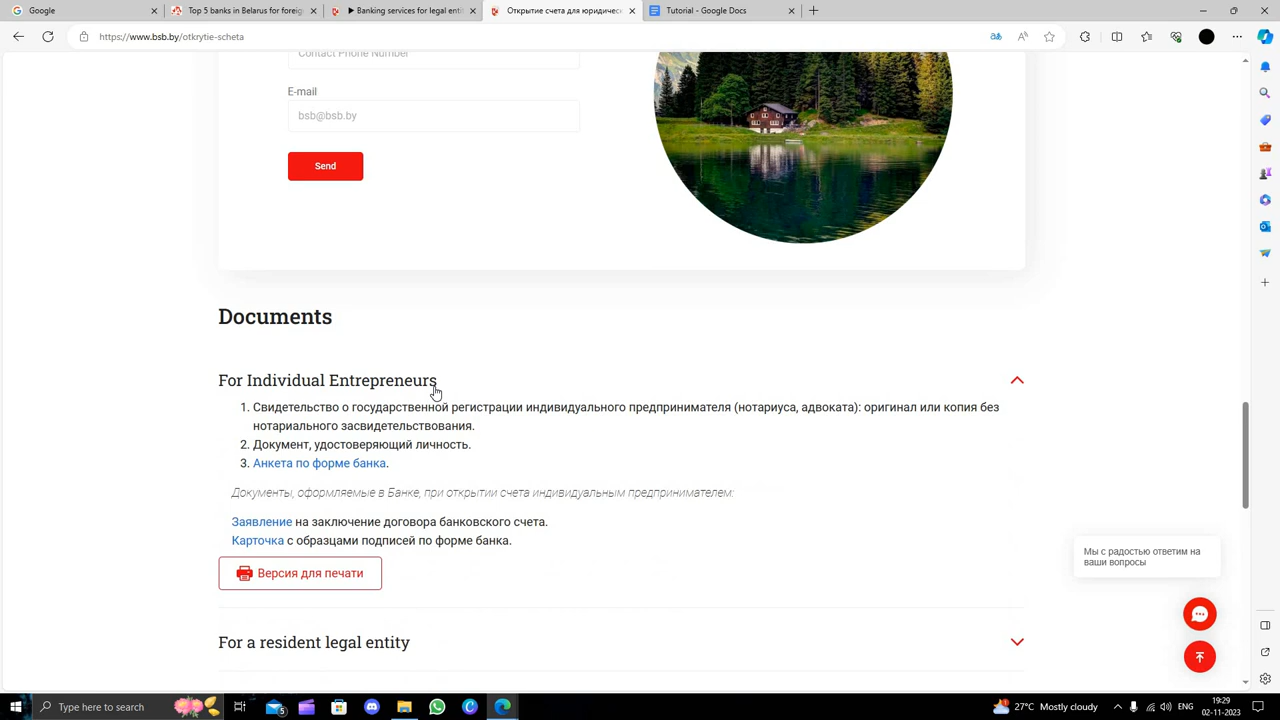 Google
Top 5 banks in Belarus for foreig
Banking services for legal entit
Открытие счета для юридичес
Tutorial - Google Docs
https://www.bsb.by/otkrytie-scheta
Contact Phone Number
E-mail
bsb@bsb.by
Send
Documents
For Individual Entrepreneurs
1. Свидетельство о государственной регистрации индивидуального предпринимателя (нотариуса, адвоката): оригинал или копия без
нотариального засвидетельствования.
2. Документ, удостоверяющий личность.
3. Анкета по форме банка.
Документы, оформляемые в Банке, при открытии счета индивидуальным предпринимателем:
Заявление на заключение договора банковского счета.
Карточка с образцами подписей по форме банка.
Версия для печати
Мы с радостью ответим на
ваши вопросы
For a resident legal entity
Type here to search
27°C Mostly cloudy
ENG
19:29
02-11-2023